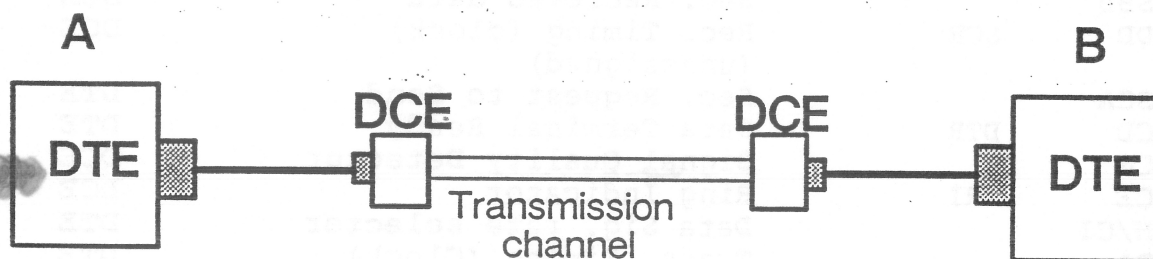 A
B
DTE
DCE
DCE
DTE
Transmission
channel